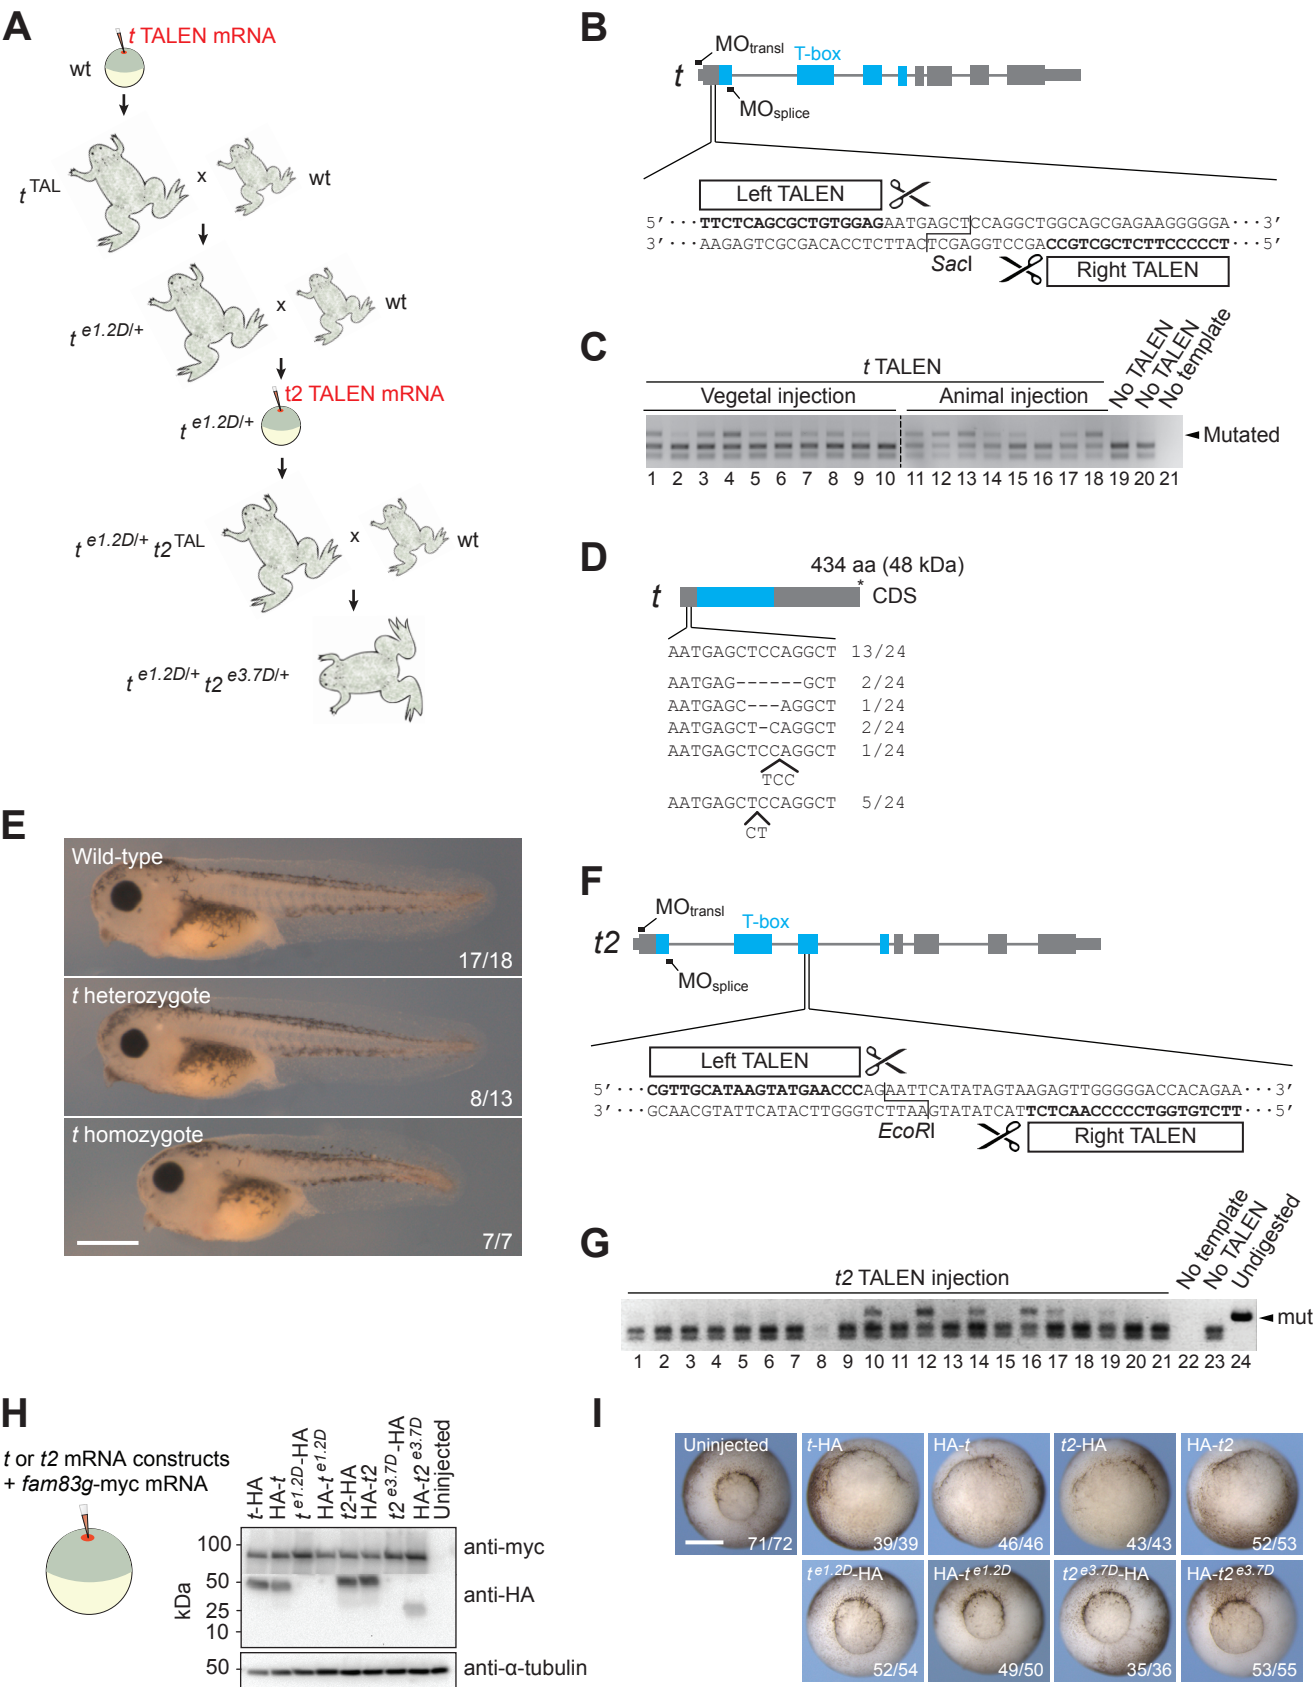 A
t TALEN mRNA
wt
t TAL
x
wt
t e1.2D/+
x
wt
t2 TALEN mRNA
t e1.2D/+
t e1.2D/+ t2 TAL
x
wt
t e1.2D/+ t2 e3.7D/+
B
MOtransl
T-box
t
MOsplice
Left TALEN
5′···TTCTCAGCGCTGTGGAGAATGAGCTCCAGGCTGGCAGCGAGAAGGGGGA···3′
3′···AAGAGTCGCGACACCTCTTACTCGAGGTCCGACCGTCGCTCTTCCCCCT···5′
SacI
Right TALEN
C
t TALEN
No TALEN
No TALEN
No template
Vegetal injection
Animal injection
Mutated
1 2 3 4 5 6 7 8 9 10 11 12 13 14 15 16 17 18 19 20 21
D
434 aa (48 kDa)
*
t
CDS
AATGAGCTCCAGGCT 13/24
AATGAG------GCT 2/24
AATGAGC---AGGCT 1/24
AATGAGCT-CAGGCT 2/24
AATGAGCTCCAGGCT 1/24
TCC
AATGAGCTCCAGGCT 5/24
CT
E
Wild-type
17/18
t heterozygote
8/13
t homozygote
7/7
F
MOtransl
T-box
t2
MOsplice
Left TALEN
5′···CGTTGCATAAGTATGAACCCAGAATTCATATAGTAAGAGTTGGGGGACCACAGAA···3′
3′···GCAACGTATTCATACTTGGGTCTTAAGTATATCATTCTCAACCCCCTGGTGTCTT···5′
EcoRI
Right TALEN
G
t2 TALEN injection
No template
No TALEN
Undigested
mut
1 2 3 4 5 6 7 8 9 10 11 12 13 14 15 16 17 18 19 20 21 22 23 24
H
t or t2 mRNA constructs
+ fam83g-myc mRNA
t-HA
HA-t
t e1.2D-HA
HA-t e1.2D
t2-HA
HA-t2
t2 e3.7D-HA
HA-t2 e3.7D
Uninjected
kDa
100
50
25
10
50
anti-myc
anti-HA
anti-α-tubulin
I
Uninjected
71/72
t-HA
39/39
HA-t
46/46
t2-HA
43/43
HA-t2
52/53
t e1.2D-HA
52/54
HA-t e1.2D
49/50
t2 e3.7D-HA
35/36
HA-t2 e3.7D
53/55